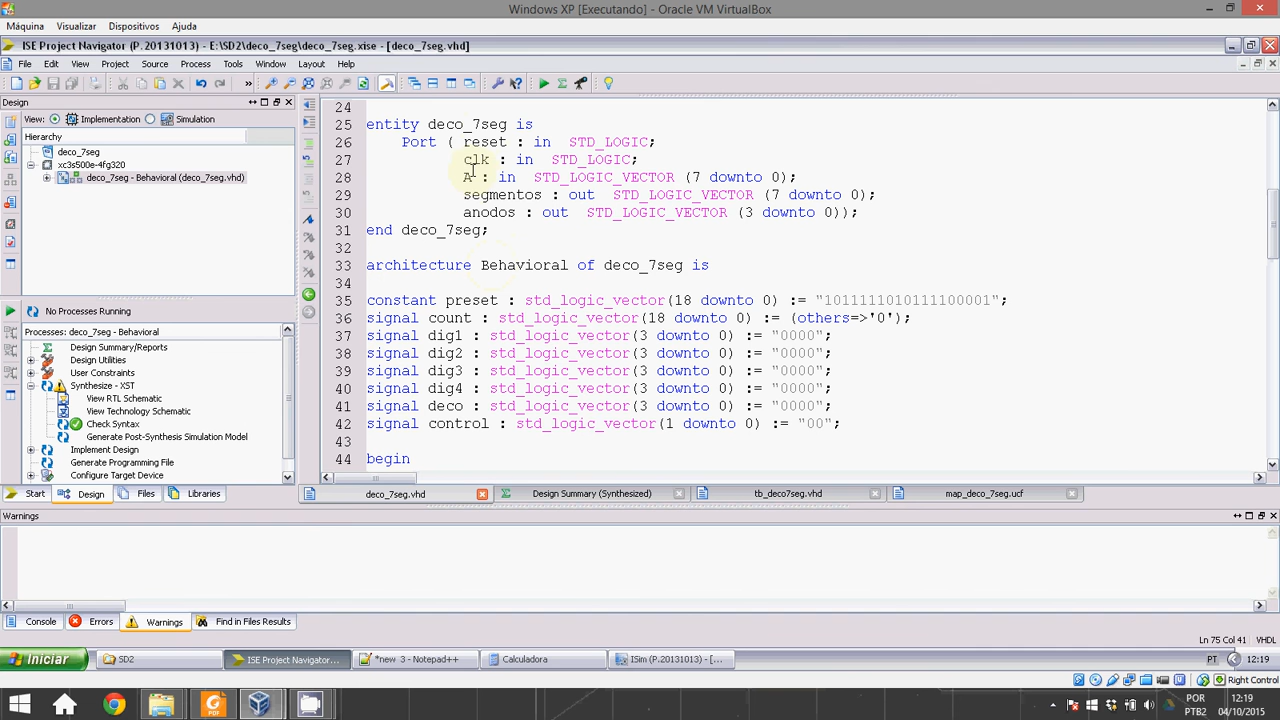 Windows XP [Executando] - Oracle VM VirtualBox
Máquina Visualizar Dispositivos Ajuda
ISE Project Navigator (P.20131013) - E:\SD2\deco_7seg\deco_7seg.xise - [deco_7seg.vhd]
File Edit View Project Source Process Tools Window Layout Help
Design
View: Implementation Simulation
Hierarchy
deco_7seg
xc3s500e-4fg320
deco_7seg - Behavioral (deco_7seg.vhd)
No Processes Running
Processes: deco_7seg - Behavioral
Design Summary/Reports
Design Utilities
User Constraints
Synthesize - XST
View RTL Schematic
View Technology Schematic
Check Syntax
Generate Post-Synthesis Simulation Model
Implement Design
Generate Programming File
Configure Target Device
Start Design Files Libraries
24
25 entity deco_7seg is
26 Port ( reset : in STD_LOGIC;
27 clk : in STD_LOGIC;
28 A : in STD_LOGIC_VECTOR (7 downto 0);
29 segmentos : out STD_LOGIC_VECTOR (7 downto 0);
30 anodos : out STD_LOGIC_VECTOR (3 downto 0));
31 end deco_7seg;
32
33 architecture Behavioral of deco_7seg is
34
35 constant preset : std_logic_vector(18 downto 0) := "1011111010111100001";
36 signal count : std_logic_vector(18 downto 0) := (others=>'0');
37 signal dig1 : std_logic_vector(3 downto 0) := "0000";
38 signal dig2 : std_logic_vector(3 downto 0) := "0000";
39 signal dig3 : std_logic_vector(3 downto 0) := "0000";
40 signal dig4 : std_logic_vector(3 downto 0) := "0000";
41 signal deco : std_logic_vector(3 downto 0) := "0000";
42 signal control : std_logic_vector(1 downto 0) := "00";
43
44 begin
deco_7seg.vhd Design Summary (Synthesized) tb_deco7seg.vhd map_deco_7seg.ucf
Warnings
Console Errors Warnings Find in Files Results
Ln 75 Col 41 VHDL
Iniciar SD2 ISE Project Navigator... *new 3 - Notepad++ Calculadora ISim (P.20131013) - [... PT 12:19
Right Control
POR
PTB2
12:19
04/10/2015